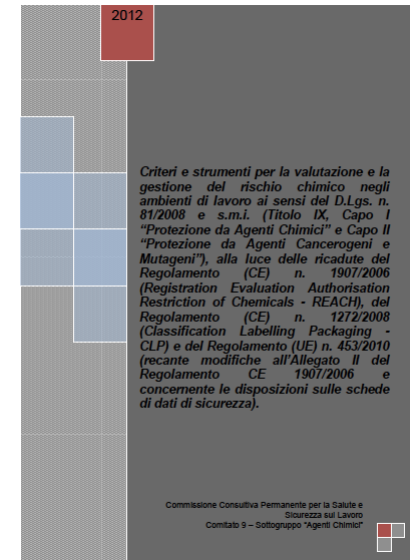 2012
Criteri e strumenti per la valutazione e la
gestione del rischio chimico negli
ambienti di lavoro ai sensi del D.Lgs. n.
81/2008 e s.m.i. (Titolo IX, Capo I
“Protezione da Agenti Chimici” e Capo II
“Protezione da Agenti Cancerogeni e
Mutageni”), alla luce delle ricadute del
Regolamento (CE) n. 1907/2006
(Registration Evaluation Authorisation
Restriction of Chemicals - REACH), del
Regolamento (CE) n. 1272/2008
(Classification Labelling Packaging -
CLP) e del Regolamento (UE) n. 453/2010
(recante modifiche all’Allegato II del
Regolamento CE 1907/2006 e
concernente le disposizioni sulle schede
di dati di sicurezza).
Commissione Consultiva Permanente per la Salute e
Sicurezza sul Lavoro
Comitato 9 – Sottogruppo “Agenti Chimici”